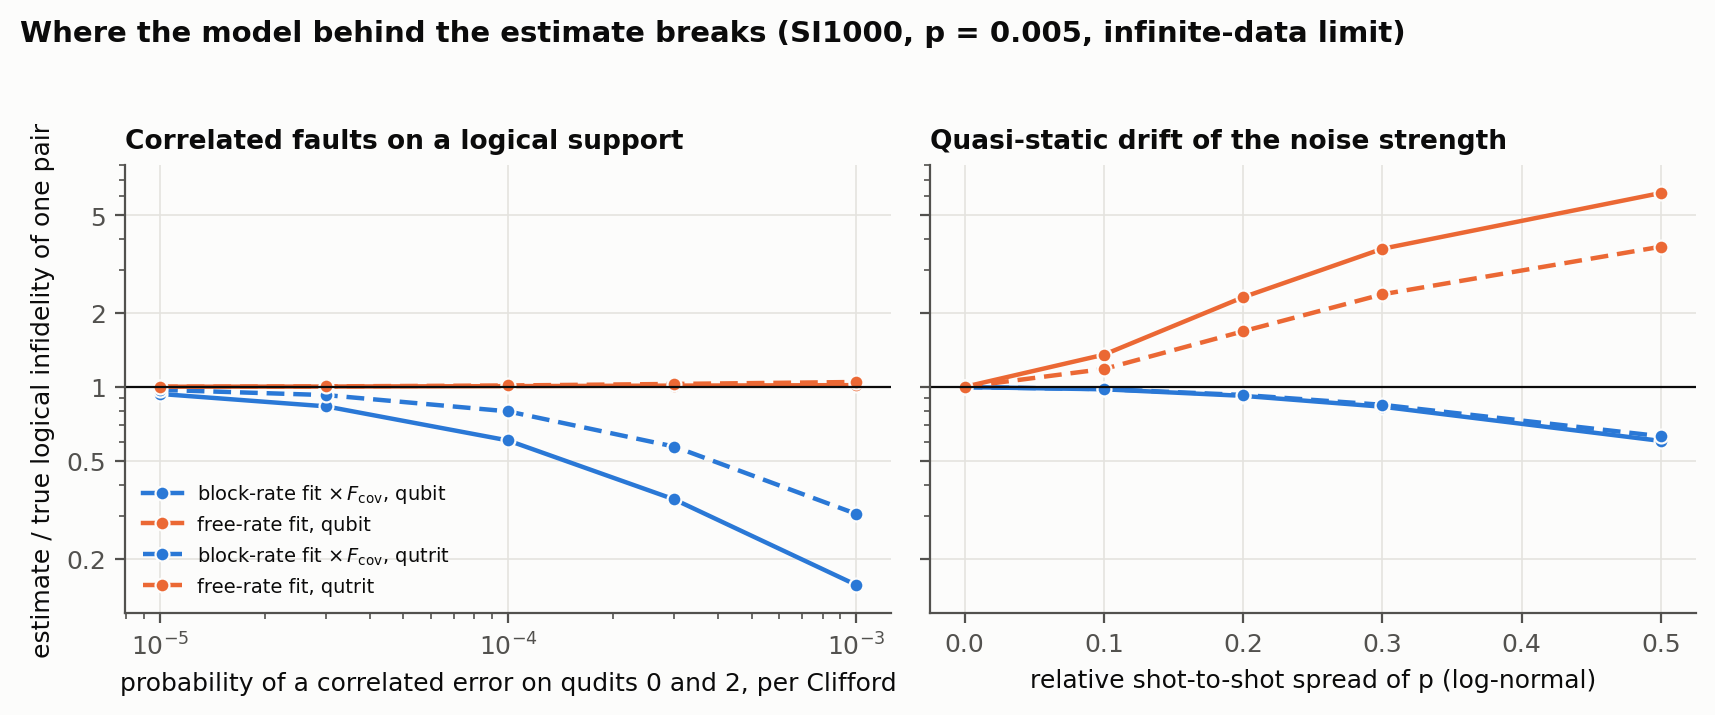 Where the model behind the estimate breaks (SI1000, p = 0.005, infinite-data limit)
estimate / true logical infidelity of one pair
Correlated faults on a logical support
5
2
1
0.5
0.2
block-rate fit ×F_cov, qubit
free-rate fit, qubit
block-rate fit ×F_cov, qutrit
free-rate fit, qutrit
10⁻⁵ 10⁻⁴ 10⁻³
probability of a correlated error on qudits 0 and 2, per Clifford
Quasi-static drift of the noise strength
0.0 0.1 0.2 0.3 0.4 0.5
relative shot-to-shot spread of p (log-normal)